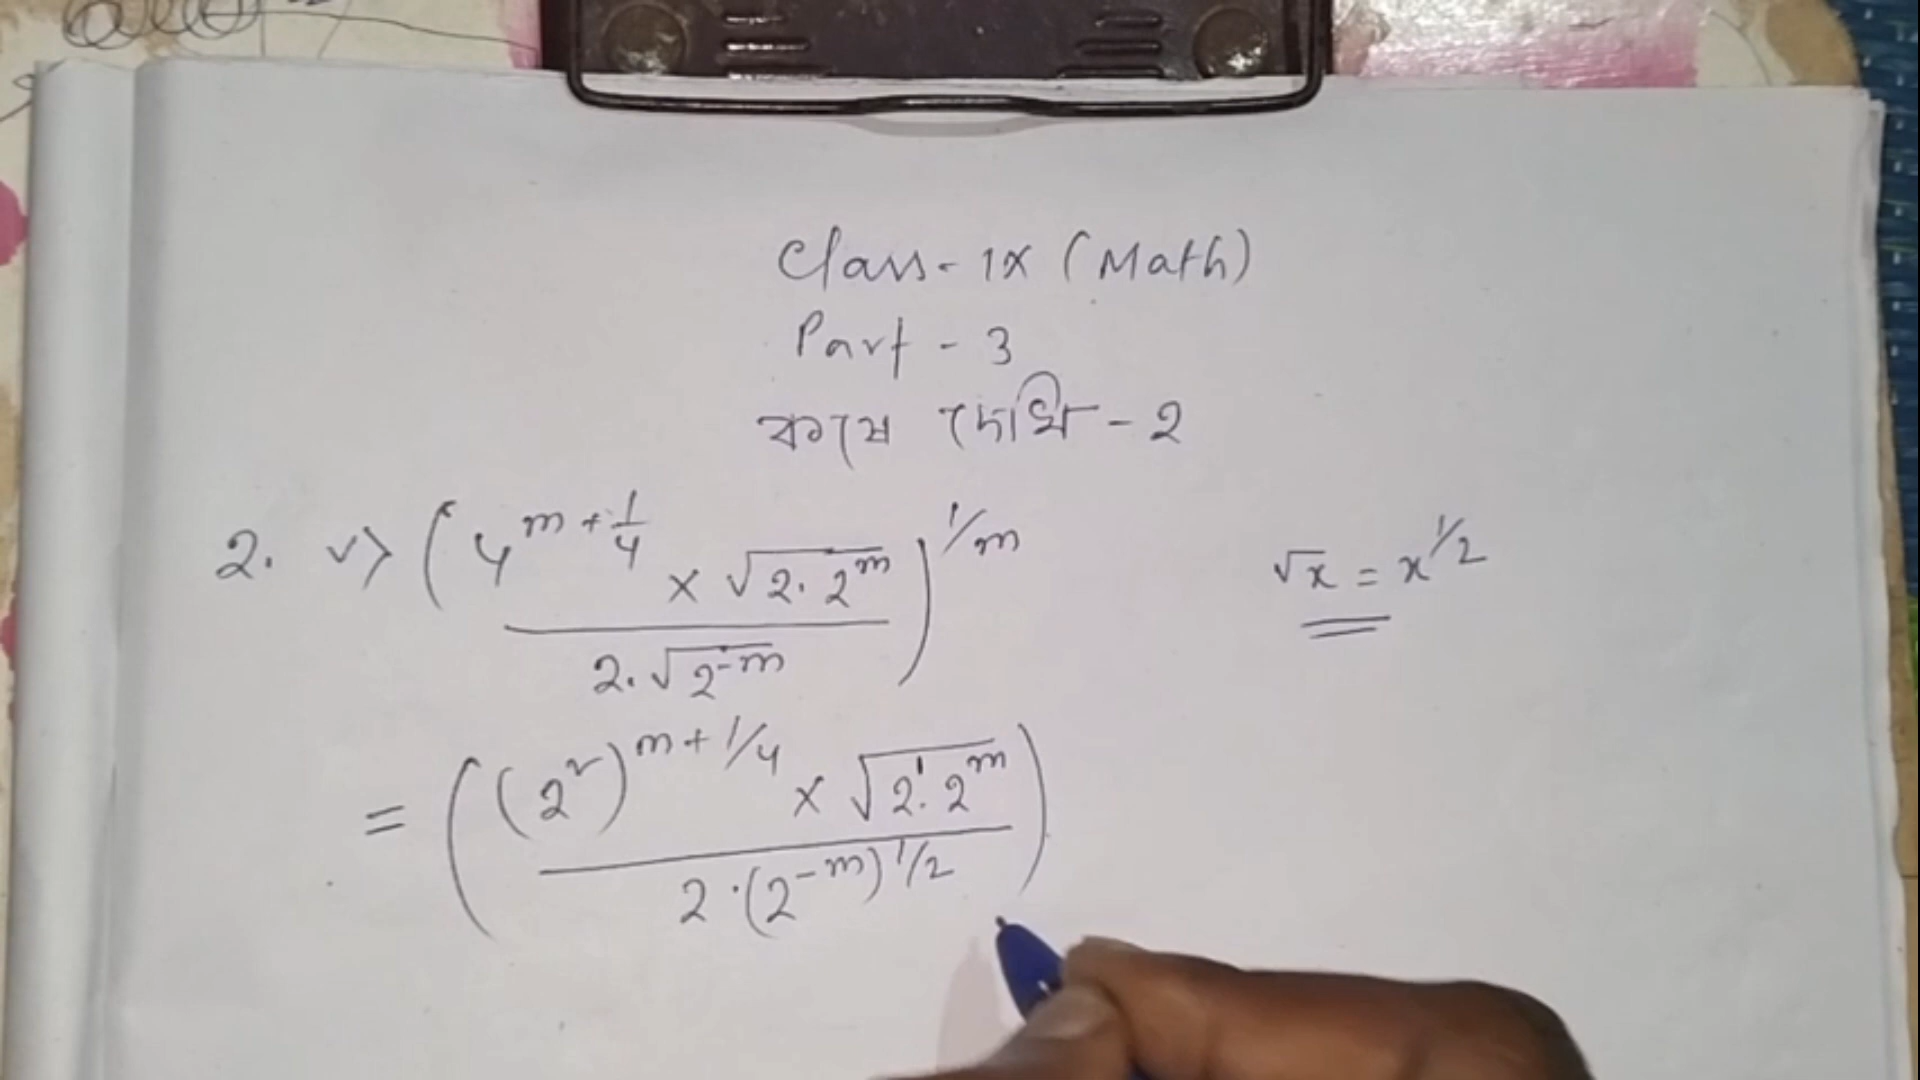 Class - IX (Math)
Part - 3
কষে দেখি - 2
2. v> (4^{m + 1/4} × √(2. 2^m) / 2. √(2^{-m}))^{1/m}
√x = x^{1/2}
= ((2^2)^{m + 1/4} × √(2^1. 2^m) / 2 . (2^{-m})^{1/2})